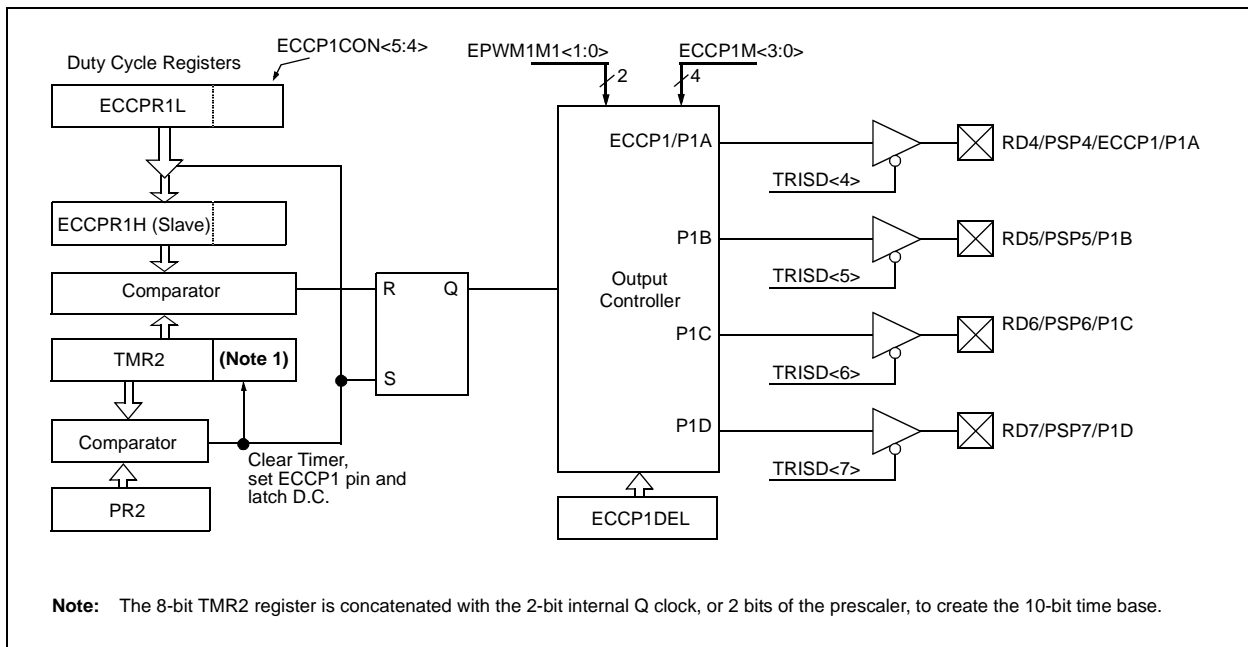 ECCP1CON<5:4>
Duty Cycle Registers
ECCPR1L
ECCPR1H (Slave)
Comparator
TMR2
(Note 1)
Comparator
PR2
Clear Timer,
set ECCP1 pin and
latch D.C.
R
Q
S
EPWM1M1<1:0>
2
ECCP1M<3:0>
4
Output
Controller
ECCP1/P1A
P1B
P1C
P1D
ECCP1DEL
TRISD<4>
RD4/PSP4/ECCP1/P1A
TRISD<5>
RD5/PSP5/P1B
TRISD<6>
RD6/PSP6/P1C
TRISD<7>
RD7/PSP7/P1D
Note: The 8-bit TMR2 register is concatenated with the 2-bit internal Q clock, or 2 bits of the prescaler, to create the 10-bit time base.